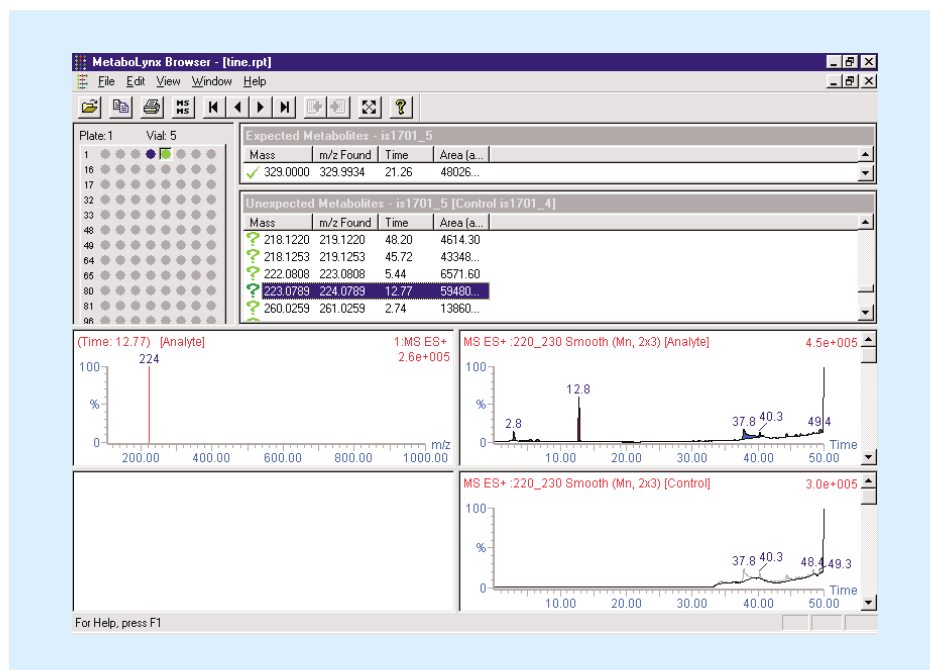 MetaboLynx Browser - [tine.rpt]
File Edit View Window Help
MS
MS
Plate: 1 Vial: 5
1
16
17
32
33
48
49
64
65
80
81
96
Expected Metabolites - is1701_5
Mass m/z Found Time Area (a...
329.0000 329.9934 21.26 48026...
Unexpected Metabolites - is1701_5 [Control is1701_4]
Mass m/z Found Time Area (a...
? 218.1220 219.1220 48.20 4614.30
? 218.1253 219.1253 45.72 43348...
? 222.0808 223.0808 5.44 6571.60
? 223.0789 224.0789 12.77 59480...
? 260.0259 261.0259 2.74 13860...
(Time: 12.77) [Analyte] 1:MS ES+
2.6e+005
224
100
%
0
m/z
200.00 400.00 600.00 800.00 1000.00
MS ES+ :220_230 Smooth (Mn, 2x3) [Analyte] 4.5e+005
100
%
0
2.8 12.8 37.8 40.3 49.4
Time
10.00 20.00 30.00 40.00 50.00
MS ES+ :220_230 Smooth (Mn, 2x3) [Control] 3.0e+005
100
%
0
37.8 40.3 48.4 49.3
Time
10.00 20.00 30.00 40.00 50.00
For Help, press F1